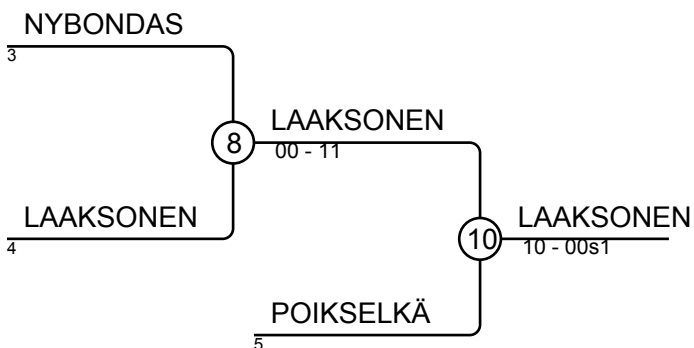 NYBONDAS
3
LAAKSONEN
8
00 - 11
LAAKSONEN
4
LAAKSONEN
10
10 - 00s1
POIKSELKÄ
5